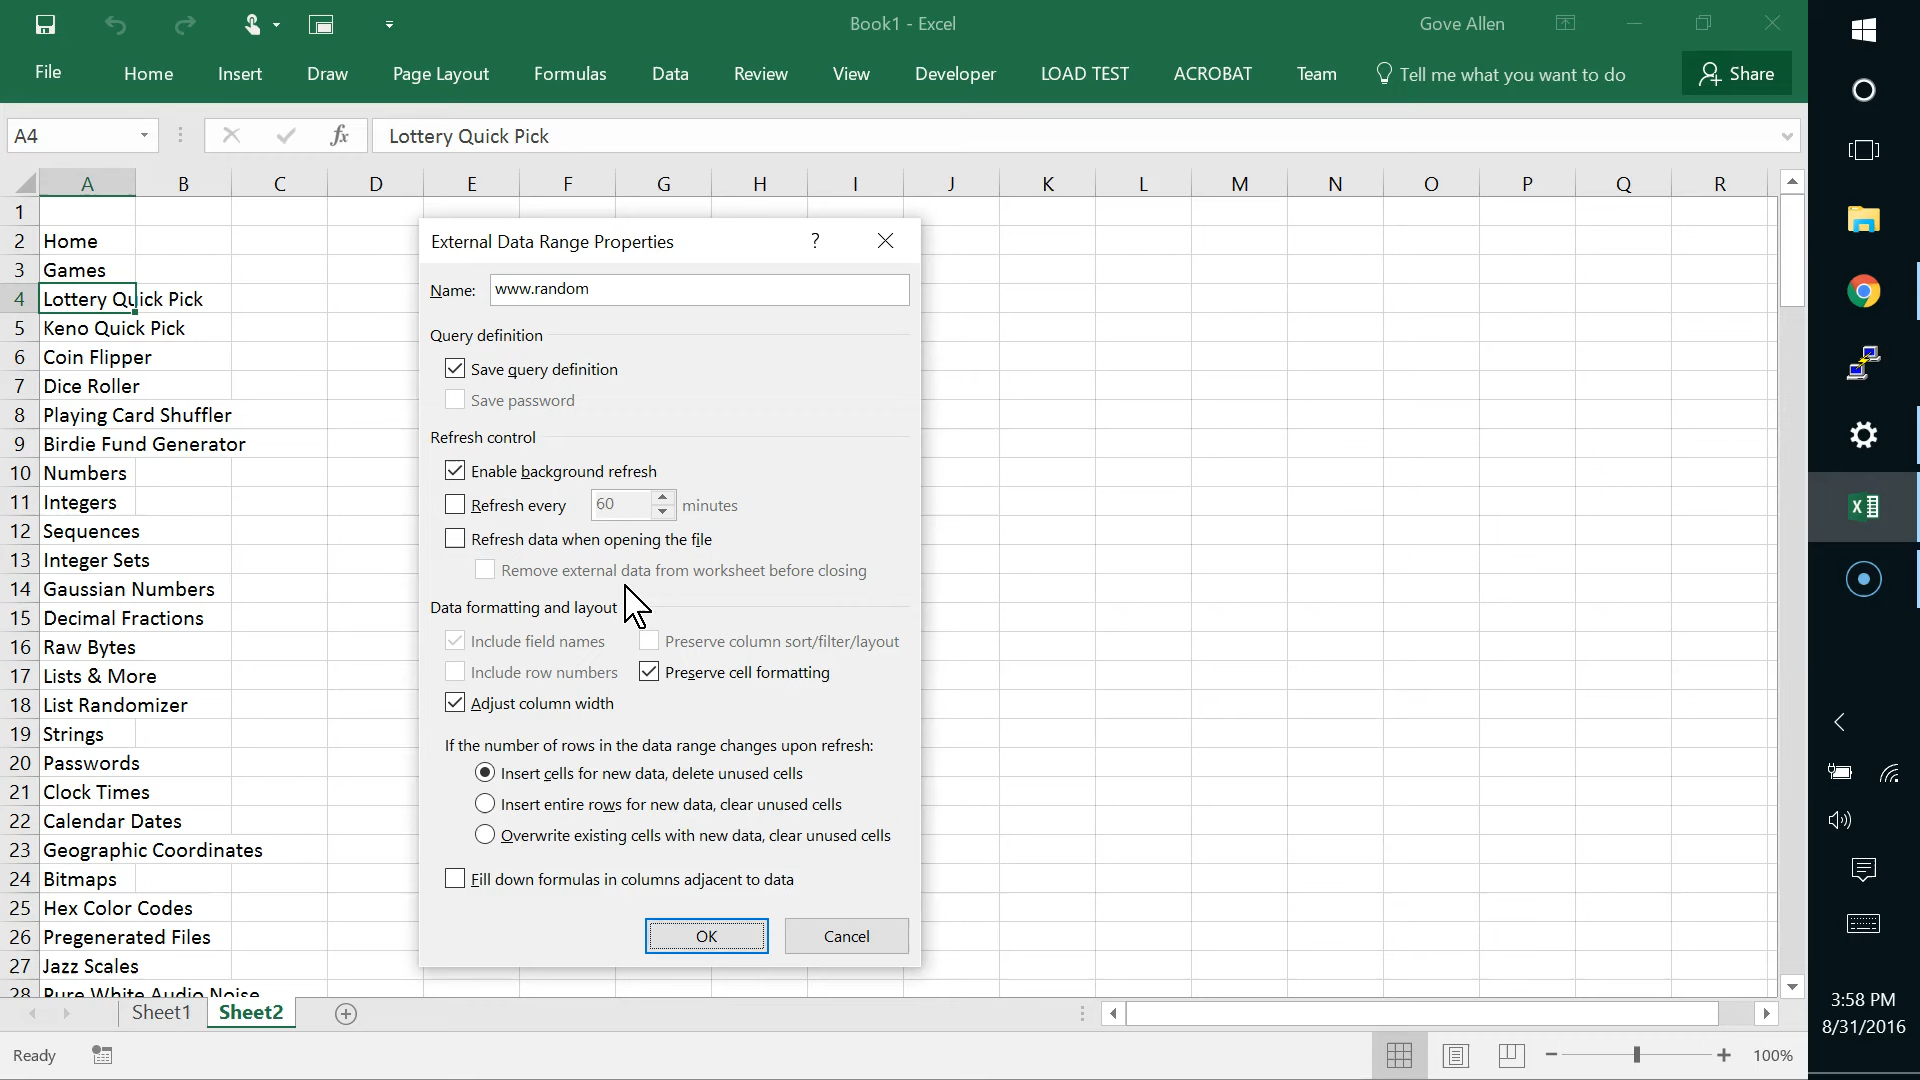 Book1 - Excel
Gove Allen
File Home Insert Draw Page Layout Formulas Data Review View Developer LOAD TEST ACROBAT Team Tell me what you want to do Share
A4 fx Lottery Quick Pick
A B C D E F G H I J K L M N O P Q R
1
2 Home
3 Games
4 Lottery Quick Pick
5 Keno Quick Pick
6 Coin Flipper
7 Dice Roller
8 Playing Card Shuffler
9 Birdie Fund Generator
10 Numbers
11 Integers
12 Sequences
13 Integer Sets
14 Gaussian Numbers
15 Decimal Fractions
16 Raw Bytes
17 Lists & More
18 List Randomizer
19 Strings
20 Passwords
21 Clock Times
22 Calendar Dates
23 Geographic Coordinates
24 Bitmaps
25 Hex Color Codes
26 Pregenerated Files
27 Jazz Scales
28 Pure White Audio Noise
External Data Range Properties ?
Name: www.random
Query definition
Save query definition
Save password
Refresh control
Enable background refresh
Refresh every 60 minutes
Refresh data when opening the file
Remove external data from worksheet before closing
Data formatting and layout
Include field names Preserve column sort/filter/layout
Include row numbers Preserve cell formatting
Adjust column width
If the number of rows in the data range changes upon refresh:
Insert cells for new data, delete unused cells
Insert entire rows for new data, clear unused cells
Overwrite existing cells with new data, clear unused cells
Fill down formulas in columns adjacent to data
OK Cancel
Sheet1 Sheet2
Ready
100%
3:58 PM
8/31/2016